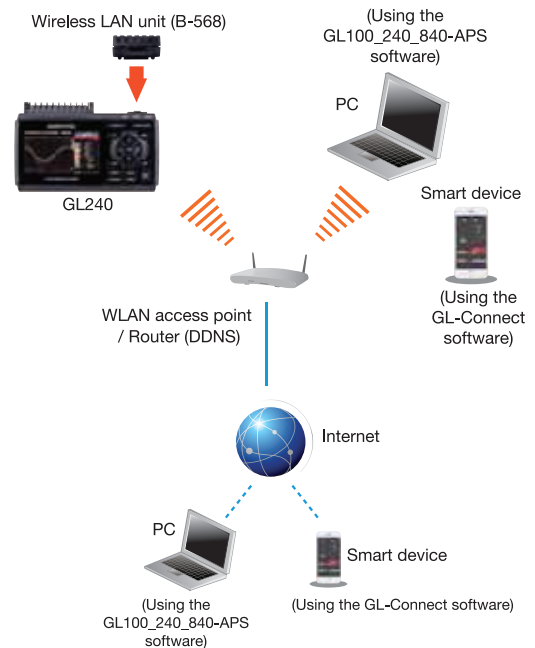 Wireless LAN unit (B-568)
GL240
(Using the
GL100_240_840-APS
software)
PC
Smart device
(Using the
GL-Connect
software)
WLAN access point
/ Router (DDNS)
Internet
PC
(Using the
GL100_240_840-APS
software)
Smart device
(Using the GL-Connect software)